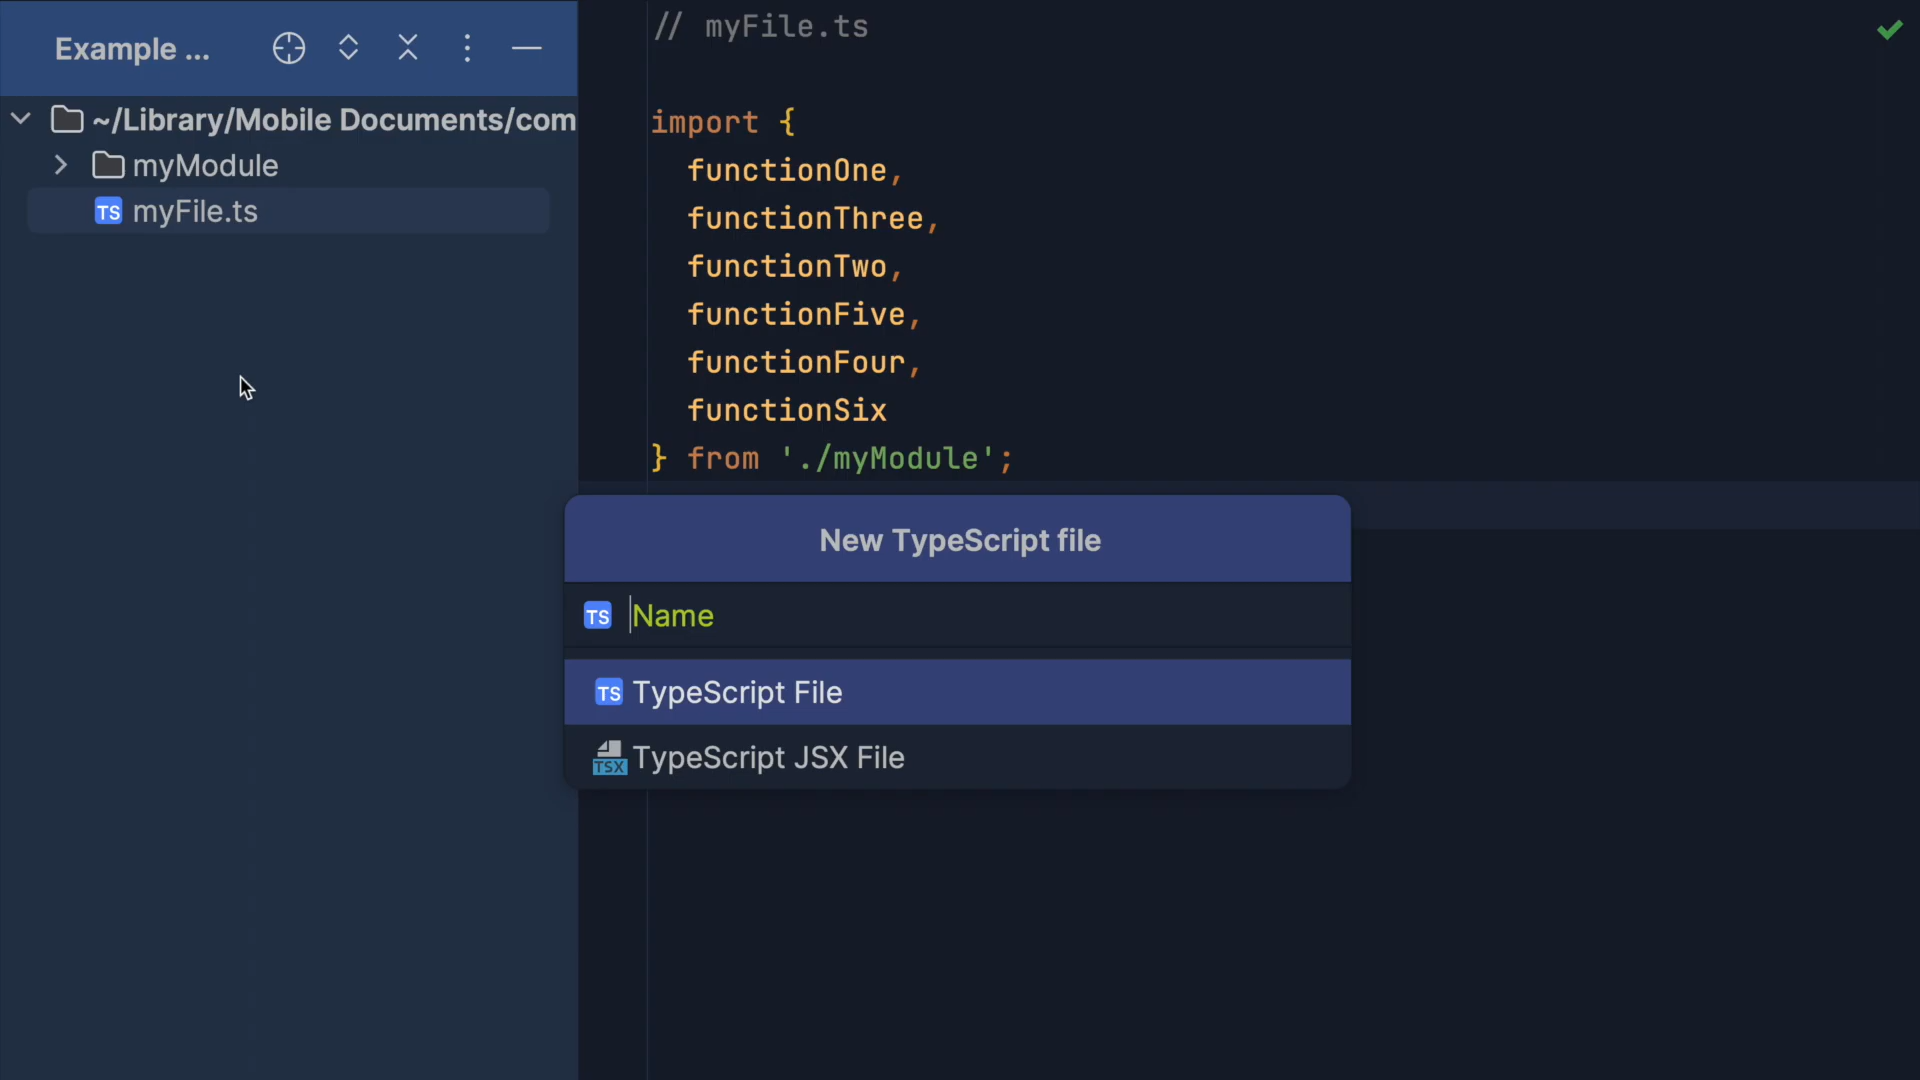 Example ...
~/Library/Mobile Documents/com
myModule
TS myFile.ts
// myFile.ts
import {
functionOne,
functionThree,
functionTwo,
functionFive,
functionFour,
functionSix
} from './myModule';
New TypeScript file
TS Name
TS TypeScript File
TSX TypeScript JSX File